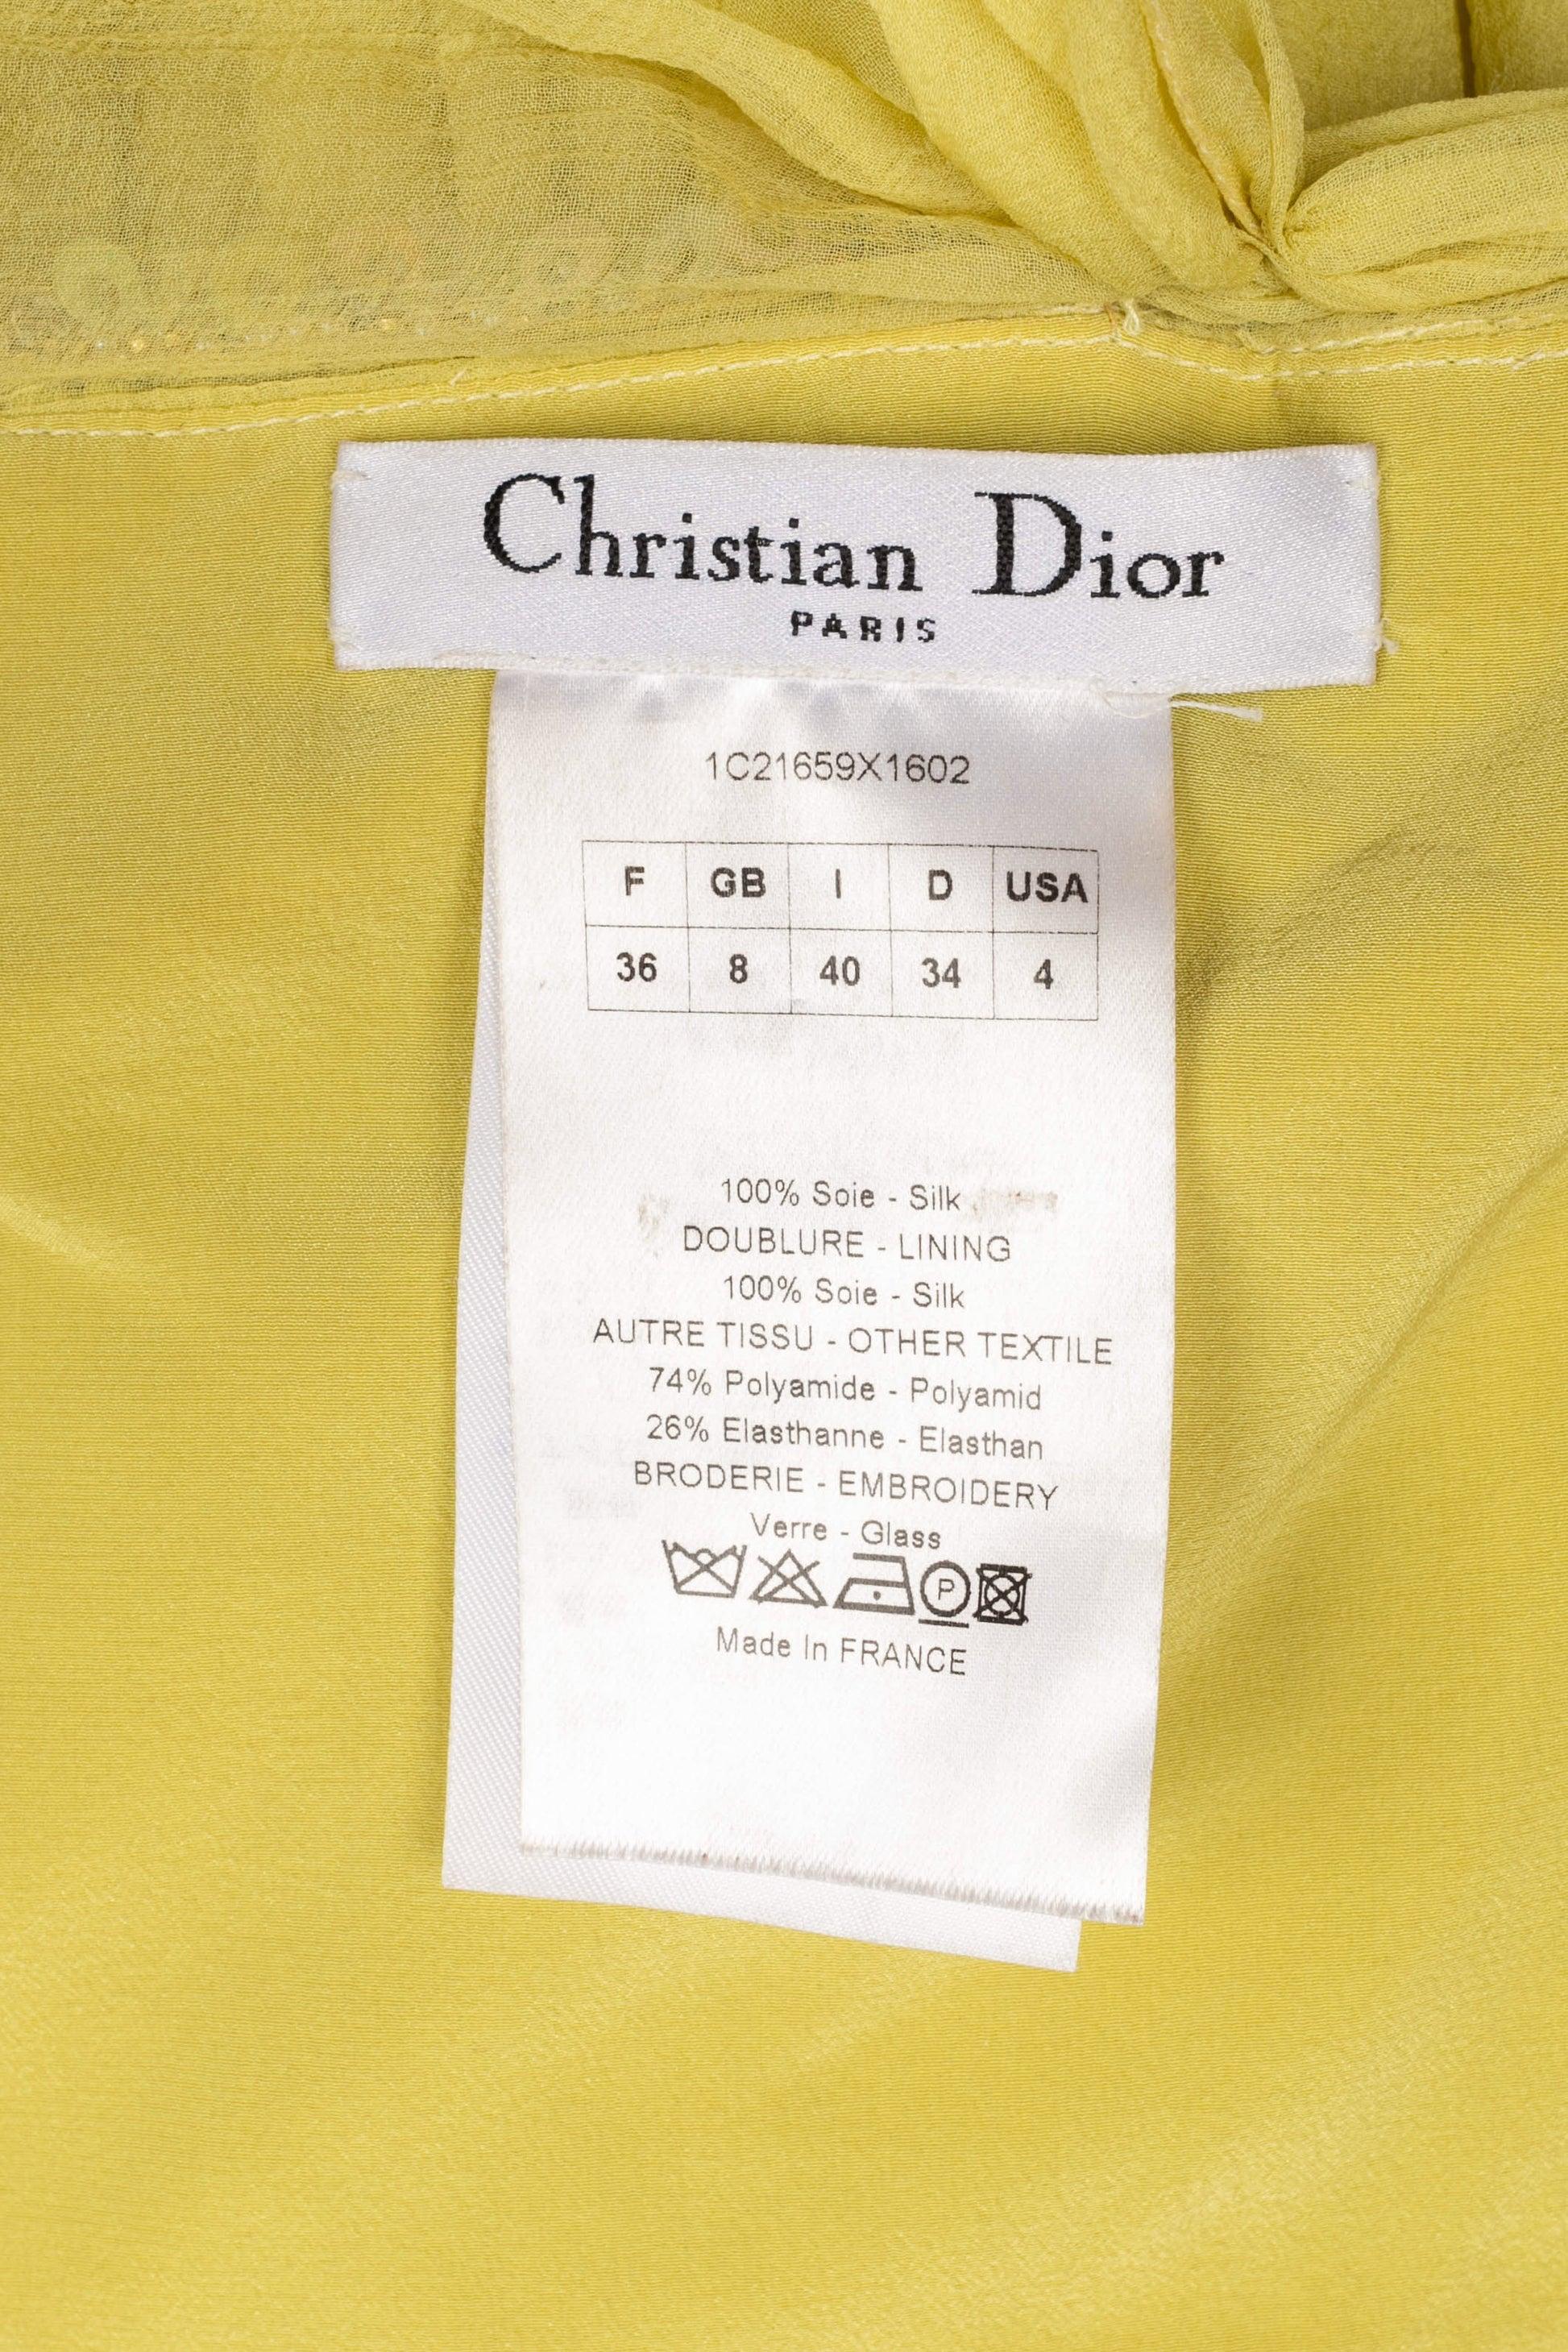 Christian Dior
PARIS
1C21659X1602
F GB I D USA
36 8 40 34 4
100% Soie - Silk
DOUBLURE - LINING
100% Soie - Silk
AUTRE TISSU - OTHER TEXTILE
74% Polyamide - Polyamid
26% Elasthanne - Elasthan
BRODERIE - EMBROIDERY
Verre - Glass
P
Made In FRANCE